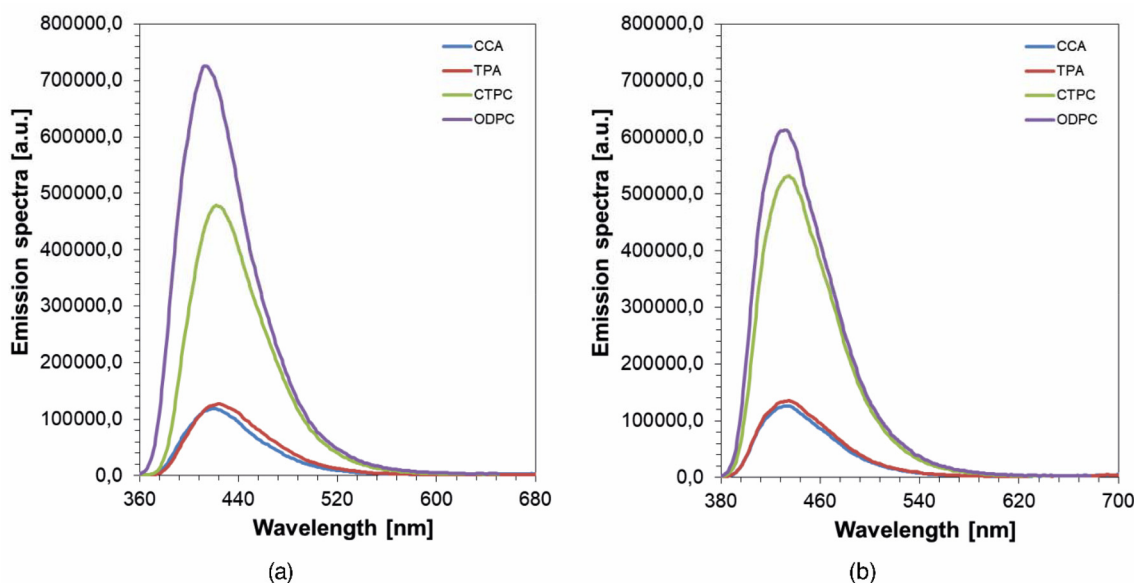 800000,0
700000,0
600000,0
500000,0
400000,0
300000,0
200000,0
100000,0
0,0
Emission spectra [a.u.]
CCA
TPA
CTPC
ODPC
360 440 520 600 680
Wavelength [nm]
(a)
800000,0
700000,0
600000,0
500000,0
400000,0
300000,0
200000,0
100000,0
0,0
Emission spectra [a.u.]
CCA
TPA
CTPC
ODPC
380 460 540 620 700
Wavelength [nm]
(b)